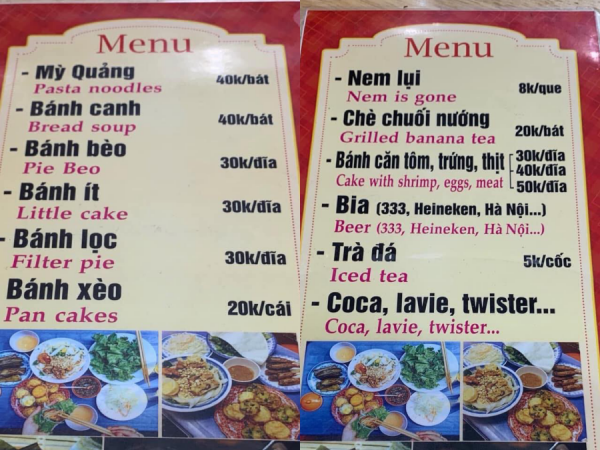 Menu
- Mỳ Quảng 40k/bát
Pasta noodles
- Bánh canh 40k/bát
Bread soup
- Bánh bèo 30k/đĩa
Pie Beo
- Bánh ít 30k/đĩa
Little cake
- Bánh lọc 30k/đĩa
Filter pie
Bánh xèo 20k/cái
Pan cakes
Menu
- Nem lụi 8k/que
Nem is gone
- Chè chuối nướng 20k/bát
Grilled banana tea
- Bánh căn tôm, trứng, thịt 30k/đĩa
40k/đĩa
Cake with shrimp, eggs, meat 50k/đĩa
- Bia (333, Heineken, Hà Nội...)
Beer (333, Heineken, Hà Nội...)
- Trà đá 5k/cốc
Iced tea
- Coca, lavie, twister...
Coca, lavie, twister...